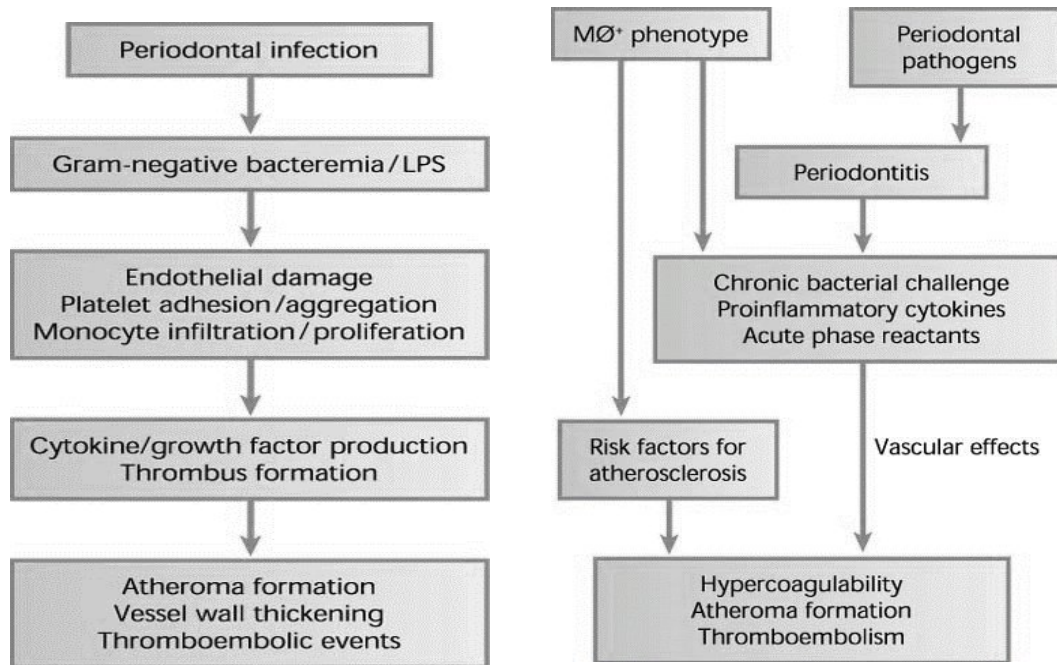 Periodontal infection
Gram-negative bacteremia/LPS
Endothelial damage
Platelet adhesion/aggregation
Monocyte infiltration/proliferation
Cytokine/growth factor production
Thrombus formation
Atheroma formation
Vessel wall thickening
Thromboembolic events
MØ⁺ phenotype
Periodontal
pathogens
Periodontitis
Chronic bacterial challenge
Proinflammatory cytokines
Acute phase reactants
Risk factors for
atherosclerosis
Vascular effects
Hypercoagulability
Atheroma formation
Thromboembolism